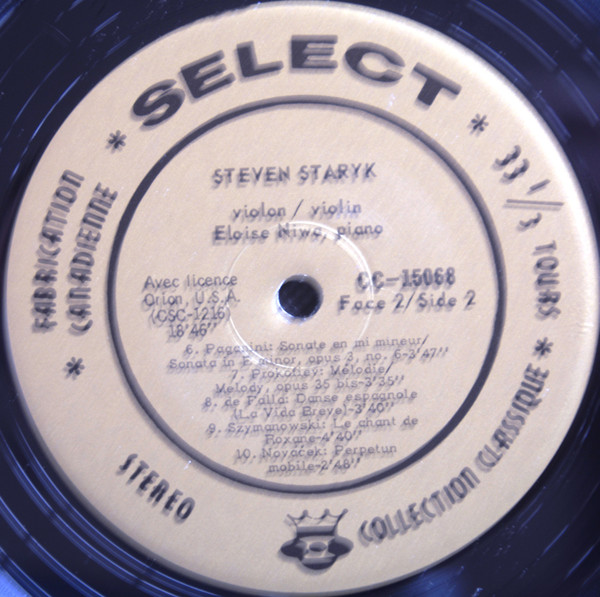 SELECT
* FABRICATION
CANADIENNE *
* 33 1/3 TOURS *
STEVEN STARYK
violon / violin
Eloise Niwa, piano
Avec licence
Orion, U.S.A.
(CSC-1216)
18'46"
CC-15068
Face 2/Side 2
6. Paganini: Sonate en mi mineur/
Sonata in E minor, opus 3, no. 6-3'47"
7. Prokofiev: Mélodie/
Melody, opus 35 bis-3'35"
8. de Falla: Danse espagnole
(La Vida Breve)-3'40"
9. Szymanowski: Le chant de
Roxane-4'40"
10. Nováček: Perpetun
mobile-2'48"
STEREO
COLLECTION CLASSIQUE